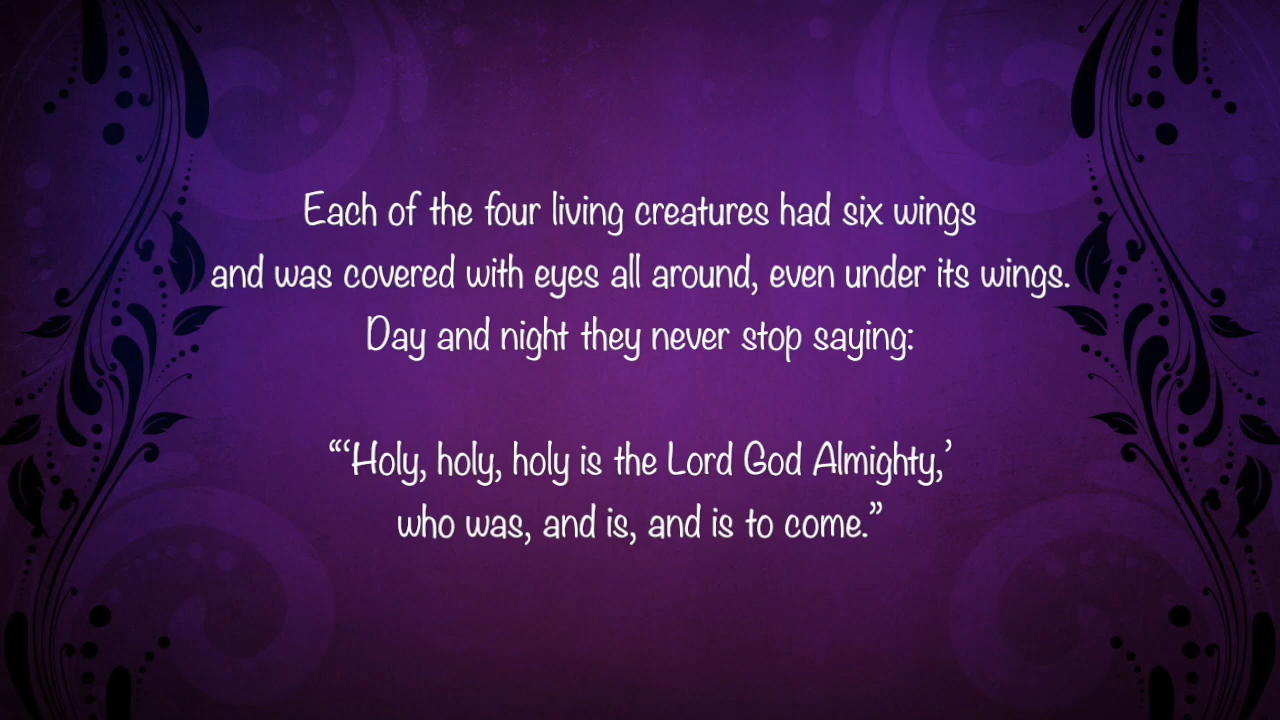 Each of the four living creatures had six wings
and was covered with eyes all around, even under its wings.
Day and night they never stop saying:
“‘Holy, holy, holy is the Lord God Almighty,’
who was, and is, and is to come.”